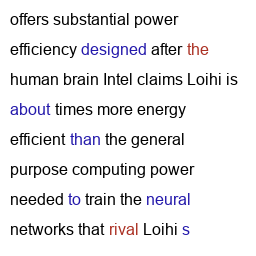 offers substantial power
efficiency designed after the
human brain Intel claims Loihi is
about times more energy
efficient than the general
purpose computing power
needed to train the neural
networks that rival Loihi s